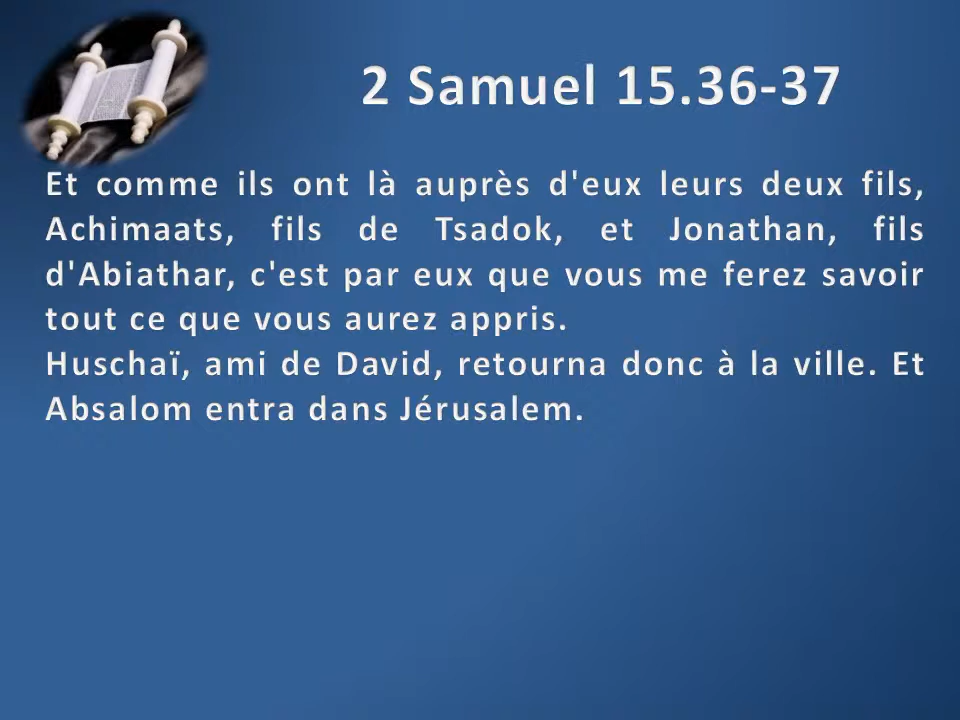 2 Samuel 15.36-37
Et comme ils ont là auprès d'eux leurs deux fils,
Achimaats, fils de Tsadok, et Jonathan, fils
d'Abiathar, c'est par eux que vous me ferez savoir
tout ce que vous aurez appris.
Huschaï, ami de David, retourna donc à la ville. Et
Absalom entra dans Jérusalem.